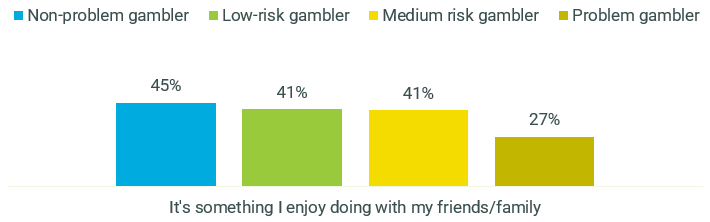 Non-problem gambler Low-risk gambler Medium risk gambler Problem gambler
45%
41%
41%
27%
It's something I enjoy doing with my friends/family